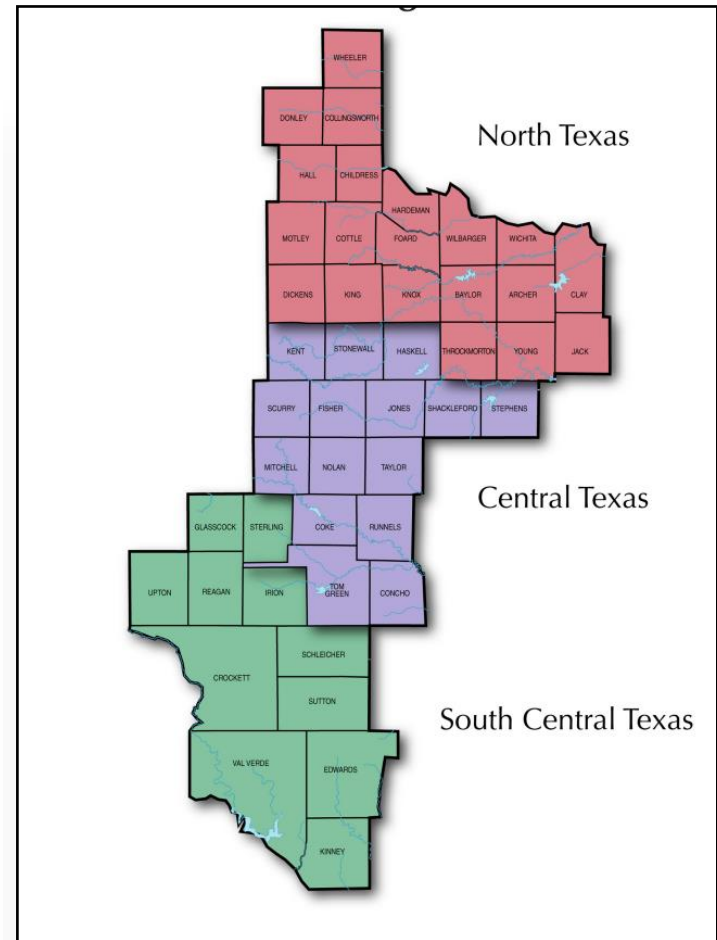 WHEELER
DONLEY COLLINGSWORTH
North Texas
HALL CHILDRESS
HARDEMAN
MOTLEY COTTLE FOARD WILBARGER WICHITA
DICKENS KING KNOX BAYLOR ARCHER CLAY
KENT STONEWALL HASKELL THROCKMORTON YOUNG JACK
SCURRY FISHER JONES SHACKLEFORD STEPHENS
MITCHELL NOLAN TAYLOR
Central Texas
GLASSCOCK STERLING COKE RUNNELS
UPTON REAGAN IRION TOM
GREEN CONCHO
SCHLEICHER
CROCKETT
SUTTON
South Central Texas
VAL VERDE EDWARDS
KINNEY